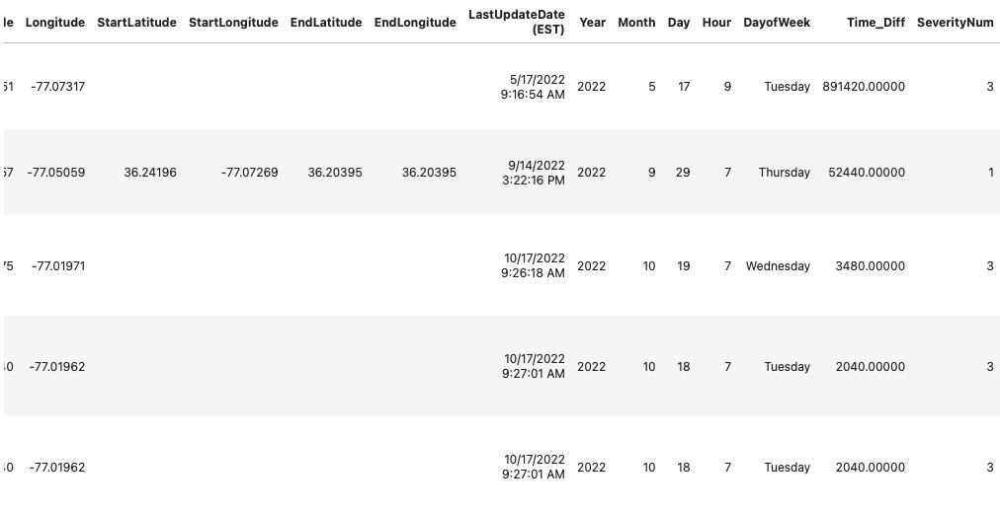 le Longitude StartLatitude StartLongitude EndLatitude EndLongitude LastUpdateDate (EST) Year Month Day Hour DayofWeek Time_Diff SeverityNum
51 -77.07317 5/17/2022 9:16:54 AM 2022 5 17 9 Tuesday 891420.00000 3
57 -77.05059 36.24196 -77.07269 36.20395 36.20395 9/14/2022 3:22:16 PM 2022 9 29 7 Thursday 52440.00000 1
75 -77.01971 10/17/2022 9:26:18 AM 2022 10 19 7 Wednesday 3480.00000 3
40 -77.01962 10/17/2022 9:27:01 AM 2022 10 18 7 Tuesday 2040.00000 3
40 -77.01962 10/17/2022 9:27:01 AM 2022 10 18 7 Tuesday 2040.00000 3